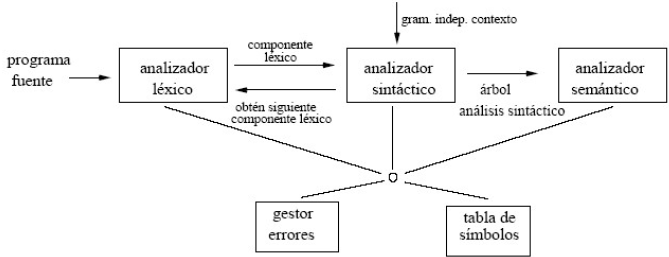 gram. indep. contexto
programa
fuente
analizador
léxico
componente
léxico
obtén siguiente
componente léxico
analizador
sintáctico
árbol
análisis sintáctico
analizador
semántico
gestor
errores
tabla de
símbolos